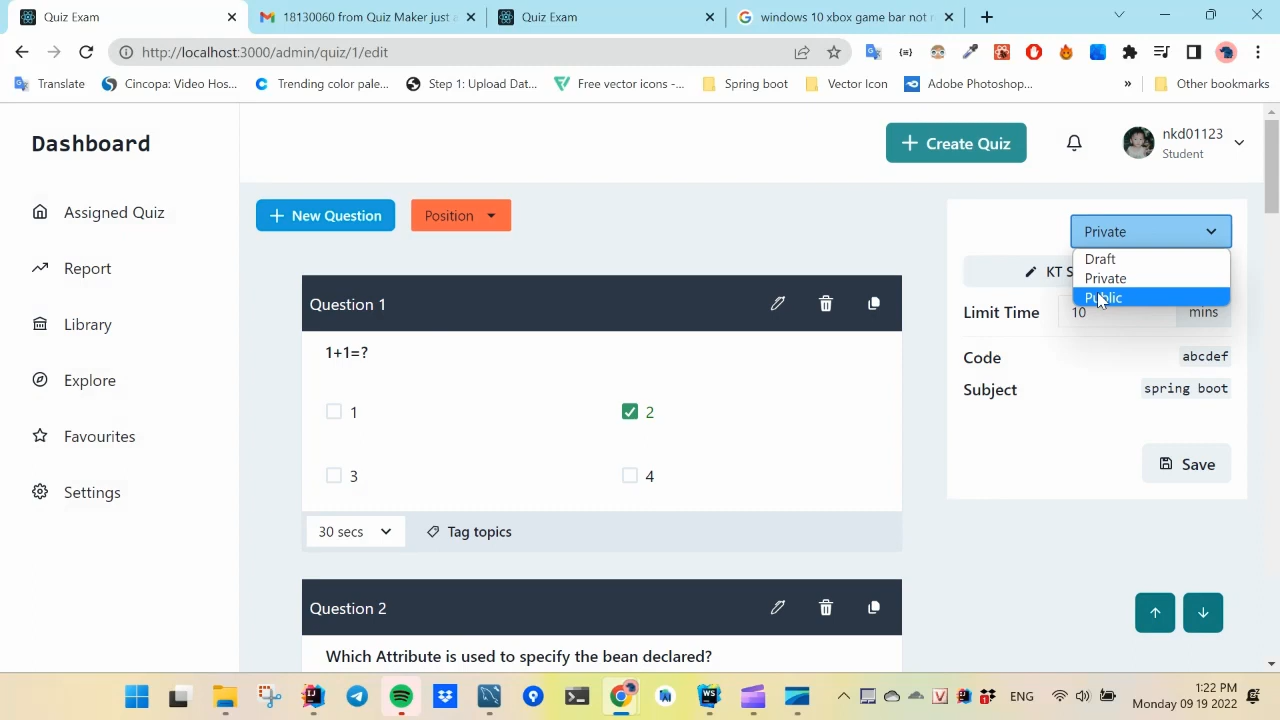 Quiz Exam
18130060 from Quiz Maker just a
Quiz Exam
windows 10 xbox game bar not r
http://localhost:3000/admin/quiz/1/edit
Translate
Cincopa: Video Hos...
Trending color pale...
Step 1: Upload Dat...
Free vector icons -...
Spring boot
Vector Icon
Adobe Photoshop...
»
Other bookmarks
Dashboard
Create Quiz
nkd01123
Student
Assigned Quiz
Report
Library
Explore
Favourites
Settings
New Question
Position
Private
Draft
Private
Public
KT S
Limit Time 10 mins
Code abcdef
Subject spring boot
Save
Question 1
1+1=?
1
2
3
4
30 secs
Tag topics
Question 2
Which Attribute is used to specify the bean declared?
ENG
1:22 PM
Monday 09 19 2022